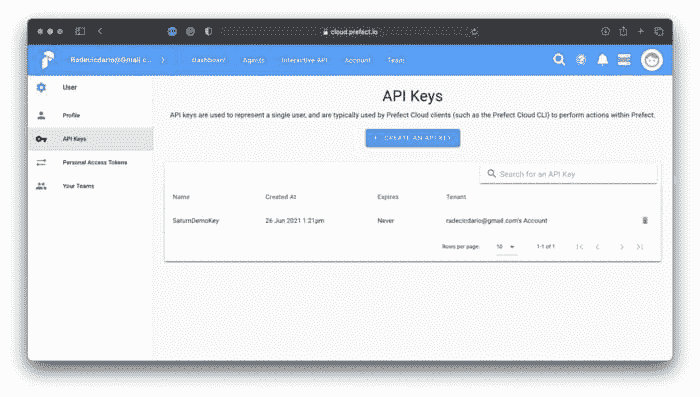 cloud.prefect.io
Radecicdario@Gmail.c...
Dashboard
Agents
Interactive API
Account
Team
User
Profile
API Keys
Personal Access Tokens
Your Teams
API Keys
API keys are used to represent a single user, and are typically used by Prefect Cloud clients (such as the Prefect Cloud CLI) to perform actions within Prefect.
+ CREATE AN API KEY
Search for an API Key
Name Created At Expires Tenant
SaturnDemoKey 26 Jun 2021 1:21pm Never radecicdario@gmail.com's Account
Rows per page: 10 1-1 of 1